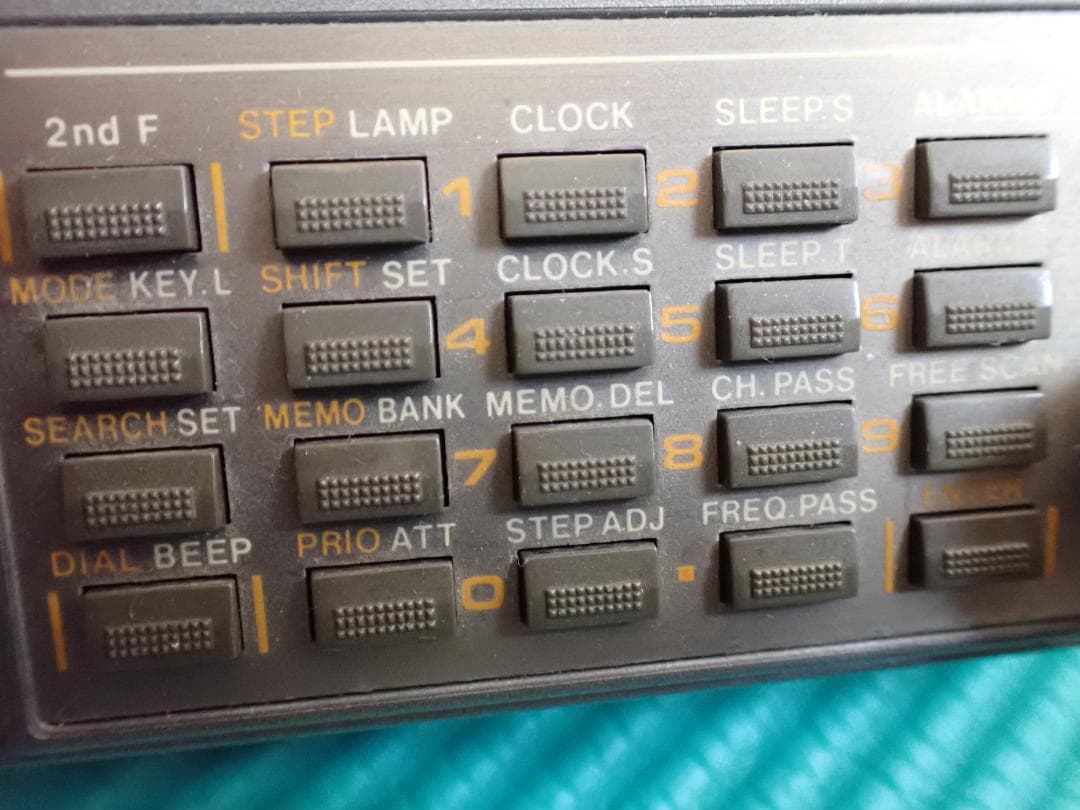 2nd F STEP LAMP CLOCK SLEEP.S
1 2 3
MODE KEY.L SHIFT SET CLOCK.S SLEEP.T ALARM
4 5 6
SEARCH SET MEMO BANK MEMO.DEL CH.PASS FREE SCAN
7 8 9
DIAL BEEP PRIO ATT STEP ADJ FREQ.PASS ENTER
0 .